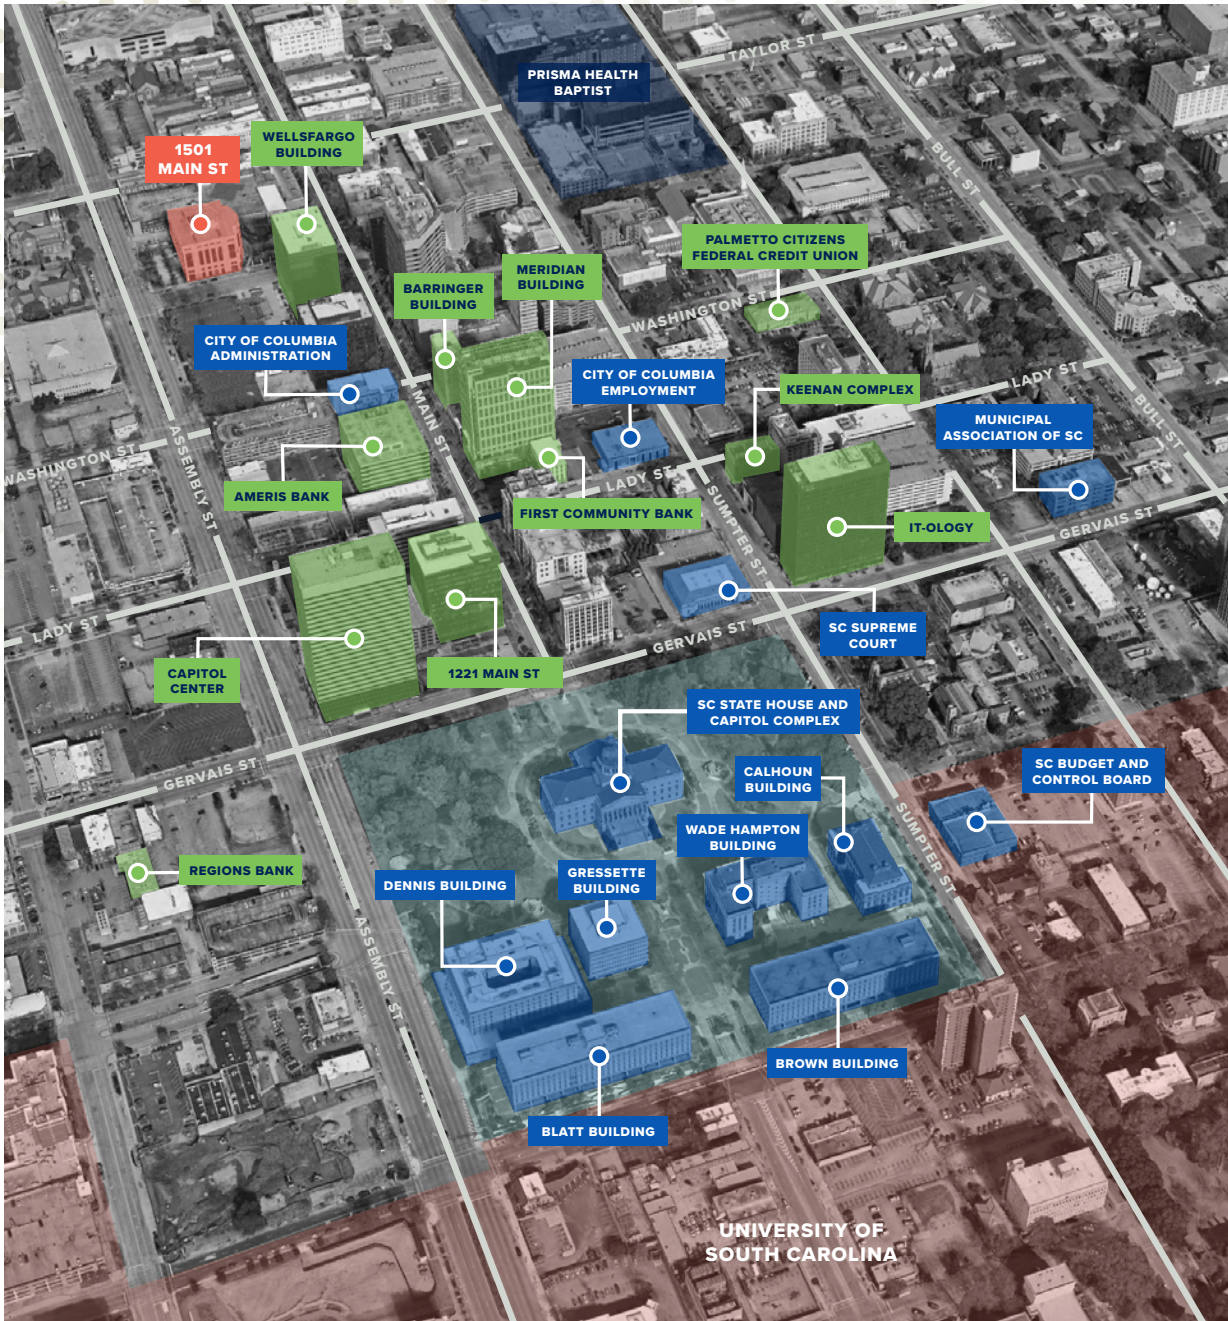 TAYLOR ST
PRISMA HEALTH
BAPTIST
1501
MAIN ST
WELLSFARGO
BUILDING
BULL ST
PALMETTO CITIZENS
FEDERAL CREDIT UNION
MERIDIAN
BUILDING
BARRINGER
BUILDING
WASHINGTON ST
CITY OF COLUMBIA
ADMINISTRATION
CITY OF COLUMBIA
EMPLOYMENT
KEENAN COMPLEX
LADY ST
MAIN ST
MUNICIPAL
ASSOCIATION OF SC
BULL ST
ASSEMBLY ST
WASHINGTON ST
AMERIS BANK
LADY ST
SUMPTER ST
FIRST COMMUNITY BANK
IT-OLOGY
GERVAIS ST
LADY ST
GERVAIS ST
SC SUPREME
COURT
CAPITOL
CENTER
1221 MAIN ST
SC STATE HOUSE AND
CAPITOL COMPLEX
GERVAIS ST
CALHOUN
BUILDING
SC BUDGET AND
CONTROL BOARD
WADE HAMPTON
BUILDING
SUMPTER ST
REGIONS BANK
DENNIS BUILDING
GRESSETTE
BUILDING
ASSEMBLY ST
BROWN BUILDING
BLATT BUILDING
UNIVERSITY OF
SOUTH CAROLINA